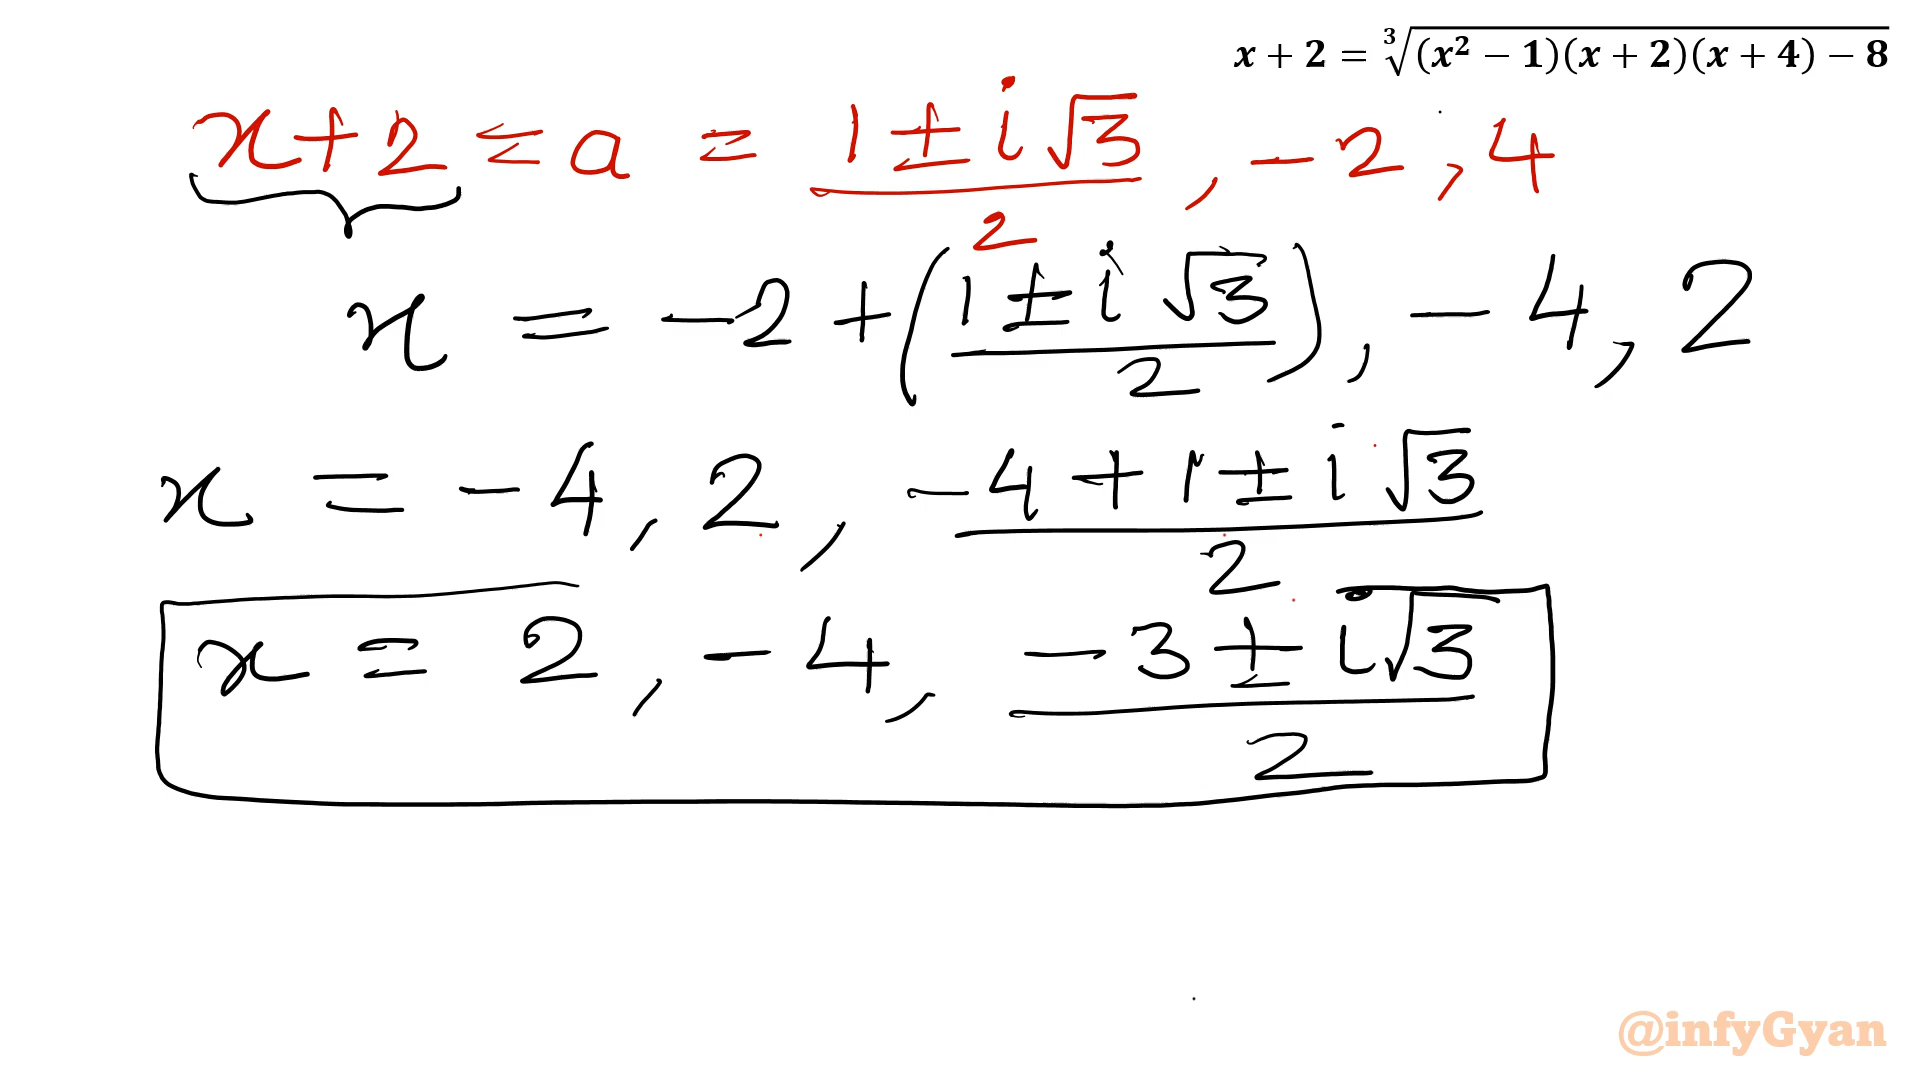 x + 2 = ∛((x² − 1)(x + 2)(x + 4) − 8)
x + 2 = a = (1 ± i√3)/2 , −2 , 4
x = −2 + ((1 ± i√3)/2) , −4 , 2
x = −4 , 2 , (−4 + 1 ± i√3)/2
x = 2 , −4 , (−3 ± i√3)/2
@infyGyan